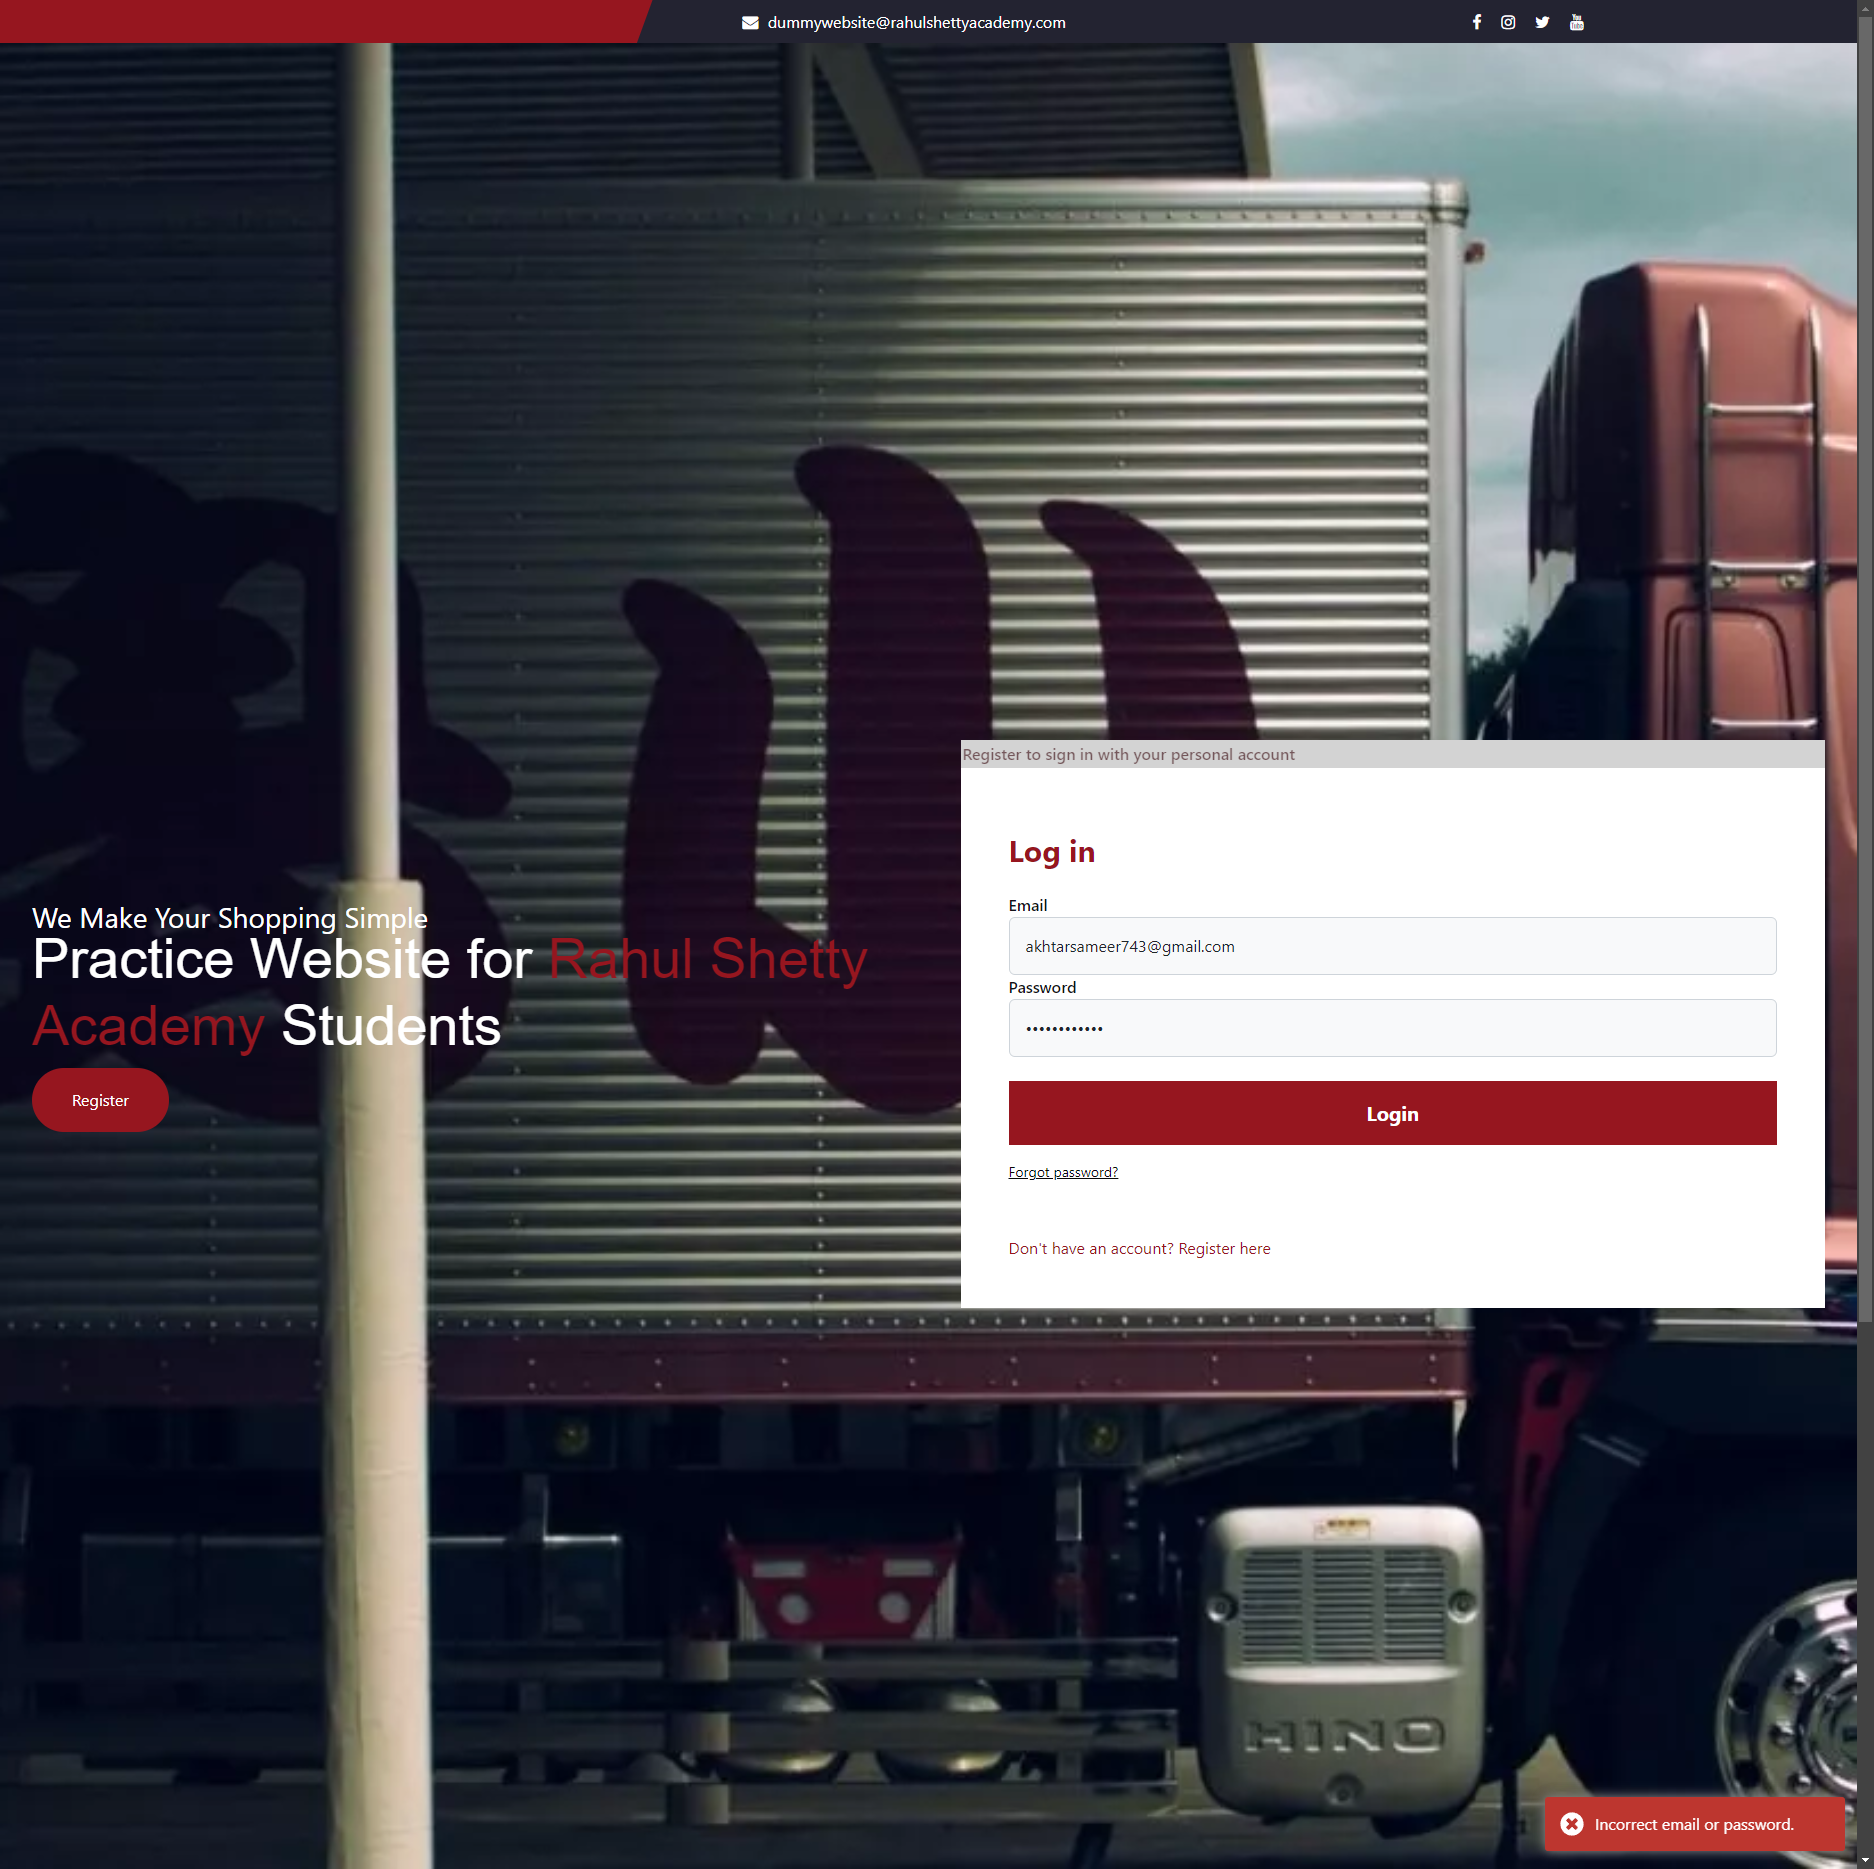 dummywebsite@rahulshettyacademy.com
Register to sign in with your personal account
Log in
Email
akhtarsameer743@gmail.com
Password
••••••••••••
Login
Forgot password?
Don't have an account? Register here
We Make Your Shopping Simple
Practice Website for Rahul Shetty
Academy Students
Register
HINO
Incorrect email or password.